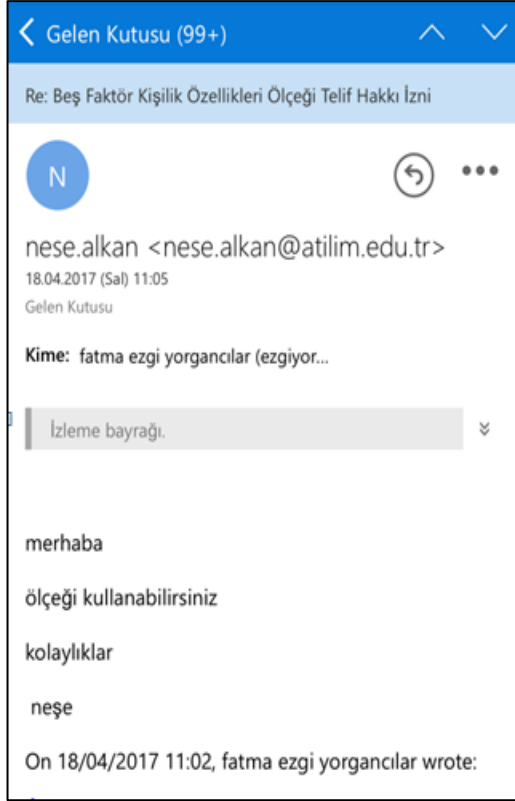 Gelen Kutusu (99+)
Re: Beş Faktör Kişilik Özellikleri Ölçeği Telif Hakkı İzni
N
nese.alkan <nese.alkan@atilim.edu.tr>
18.04.2017 (Sal) 11:05
Gelen Kutusu
Kime: fatma ezgi yorgancılar (ezgiyor...
İzleme bayrağı.
merhaba
ölçeği kullanabilirsiniz
kolaylıklar
neşe
On 18/04/2017 11:02, fatma ezgi yorgancılar wrote: